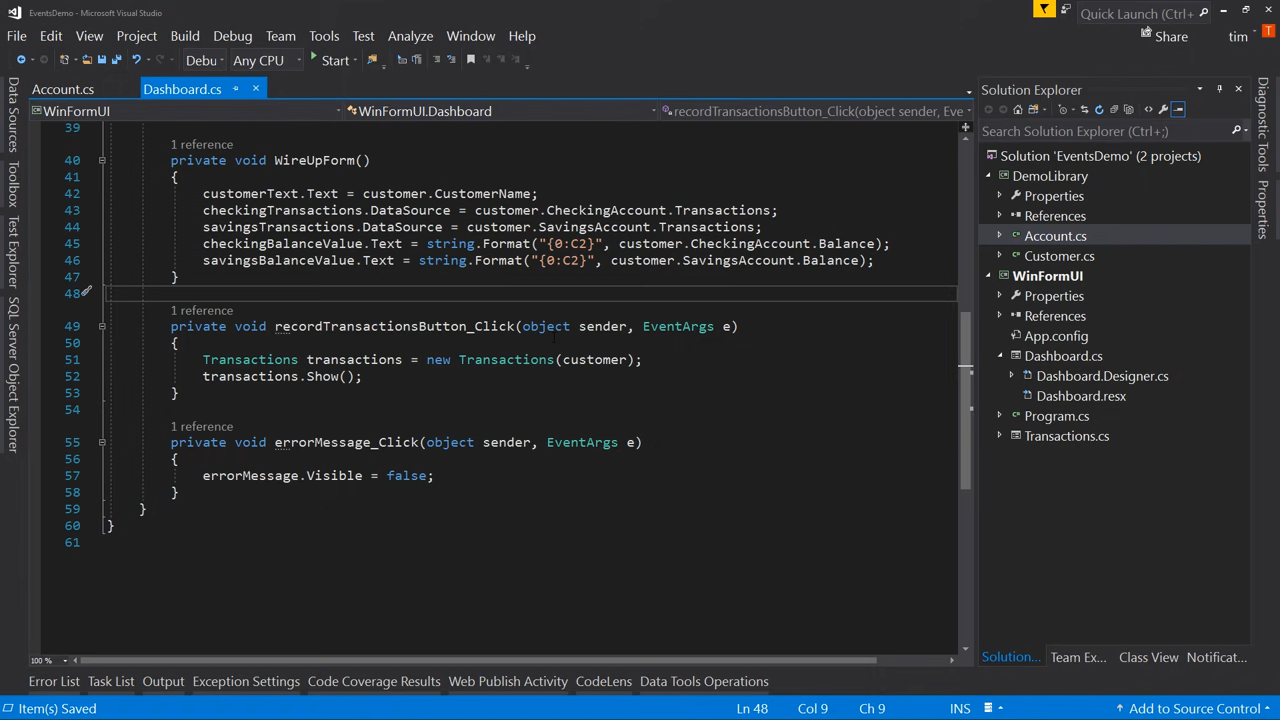 EventsDemo - Microsoft Visual Studio
Quick Launch (Ctrl+
File Edit View Project Build Debug Team Tools Test Analyze Window Help
Share tim T
Debu Any CPU Start
Account.cs Dashboard.cs
WinFormUI WinFormUI.Dashboard recordTransactionsButton_Click(object sender, Eve
39
1 reference
40 private void WireUpForm()
41 {
42 customerText.Text = customer.CustomerName;
43 checkingTransactions.DataSource = customer.CheckingAccount.Transactions;
44 savingsTransactions.DataSource = customer.SavingsAccount.Transactions;
45 checkingBalanceValue.Text = string.Format("{0:C2}", customer.CheckingAccount.Balance);
46 savingsBalanceValue.Text = string.Format("{0:C2}", customer.SavingsAccount.Balance);
47 }
48
1 reference
49 private void recordTransactionsButton_Click(object sender, EventArgs e)
50 {
51 Transactions transactions = new Transactions(customer);
52 transactions.Show();
53 }
54
1 reference
55 private void errorMessage_Click(object sender, EventArgs e)
56 {
57 errorMessage.Visible = false;
58 }
59 }
60 }
61
100 %
Data Sources
Toolbox
Test Explorer
SQL Server Object Explorer
Solution Explorer
Search Solution Explorer (Ctrl+;)
Solution 'EventsDemo' (2 projects)
DemoLibrary
Properties
References
Account.cs
Customer.cs
WinFormUI
Properties
References
App.config
Dashboard.cs
Dashboard.Designer.cs
Dashboard.resx
Program.cs
Transactions.cs
Solution... Team Ex... Class View Notificat...
Diagnostic Tools
Properties
Error List Task List Output Exception Settings Code Coverage Results Web Publish Activity CodeLens Data Tools Operations
Item(s) Saved Ln 48 Col 9 Ch 9 INS Add to Source Control